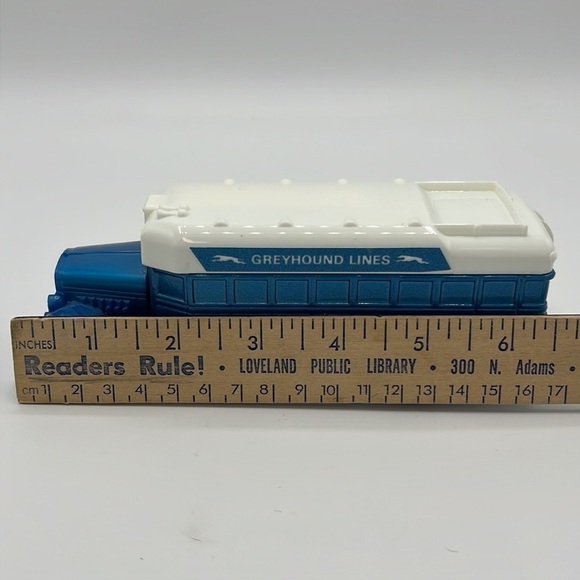 GREYHOUND LINES
INCHES 1 2 3 4 5 6
Readers Rule! • LOVELAND PUBLIC LIBRARY • 300 N. Adams •
cm 1 2 3 4 5 6 7 8 9 10 11 12 13 14 15 16 17